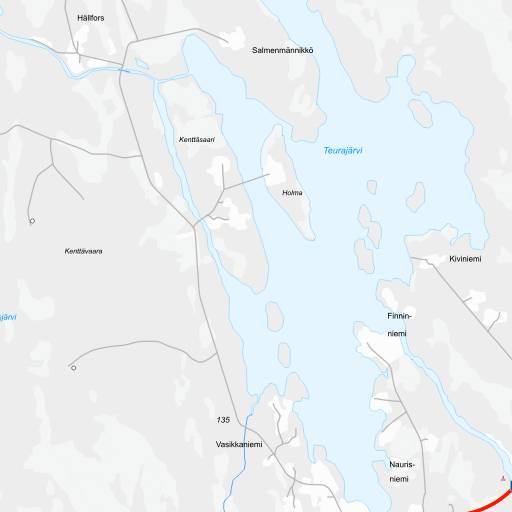 Hällfors
Salmenmännikkö
Kenttäsaari
Teurajärvi
Holma
Kenttävaara
Kiviniemi
järvi
Finnin-
niemi
135
Vasikkaniemi
Nauris-
niemi